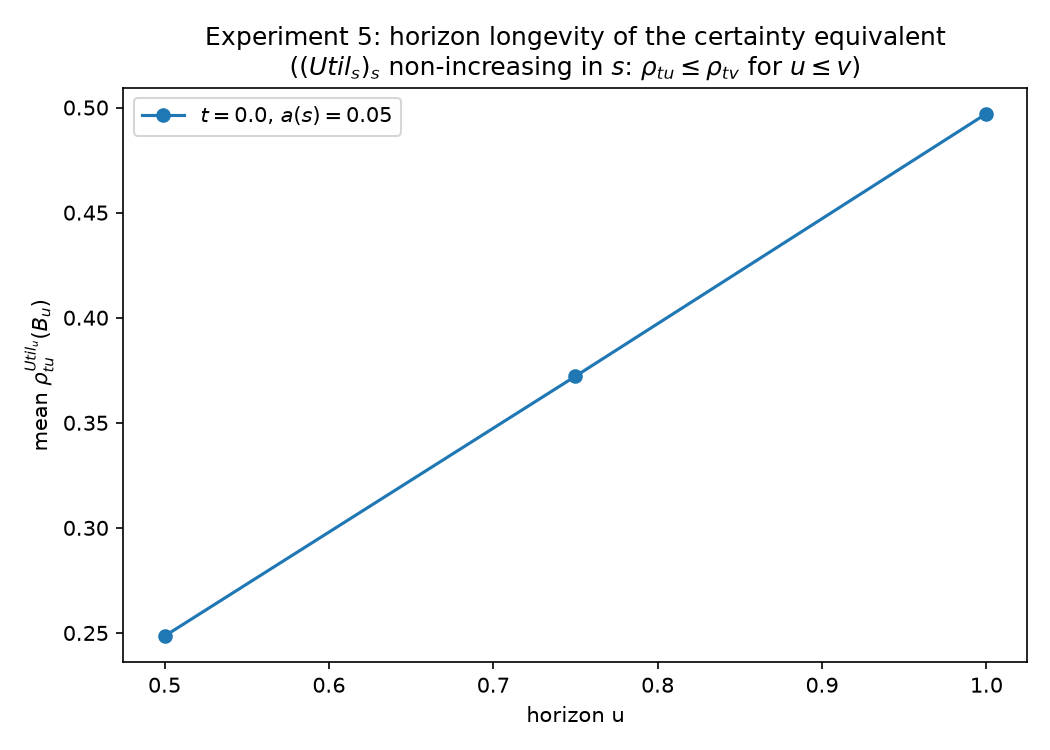 Experiment 5: horizon longevity of the certainty equivalent
((Util_s)_s non-increasing in s: ρ_tu ≤ ρ_tv for u ≤ v)
t = 0.0, a(s) = 0.05
mean ρ_tu^{Util_u}(B_u)
0.50
0.45
0.40
0.35
0.30
0.25
0.5 0.6 0.7 0.8 0.9 1.0
horizon u